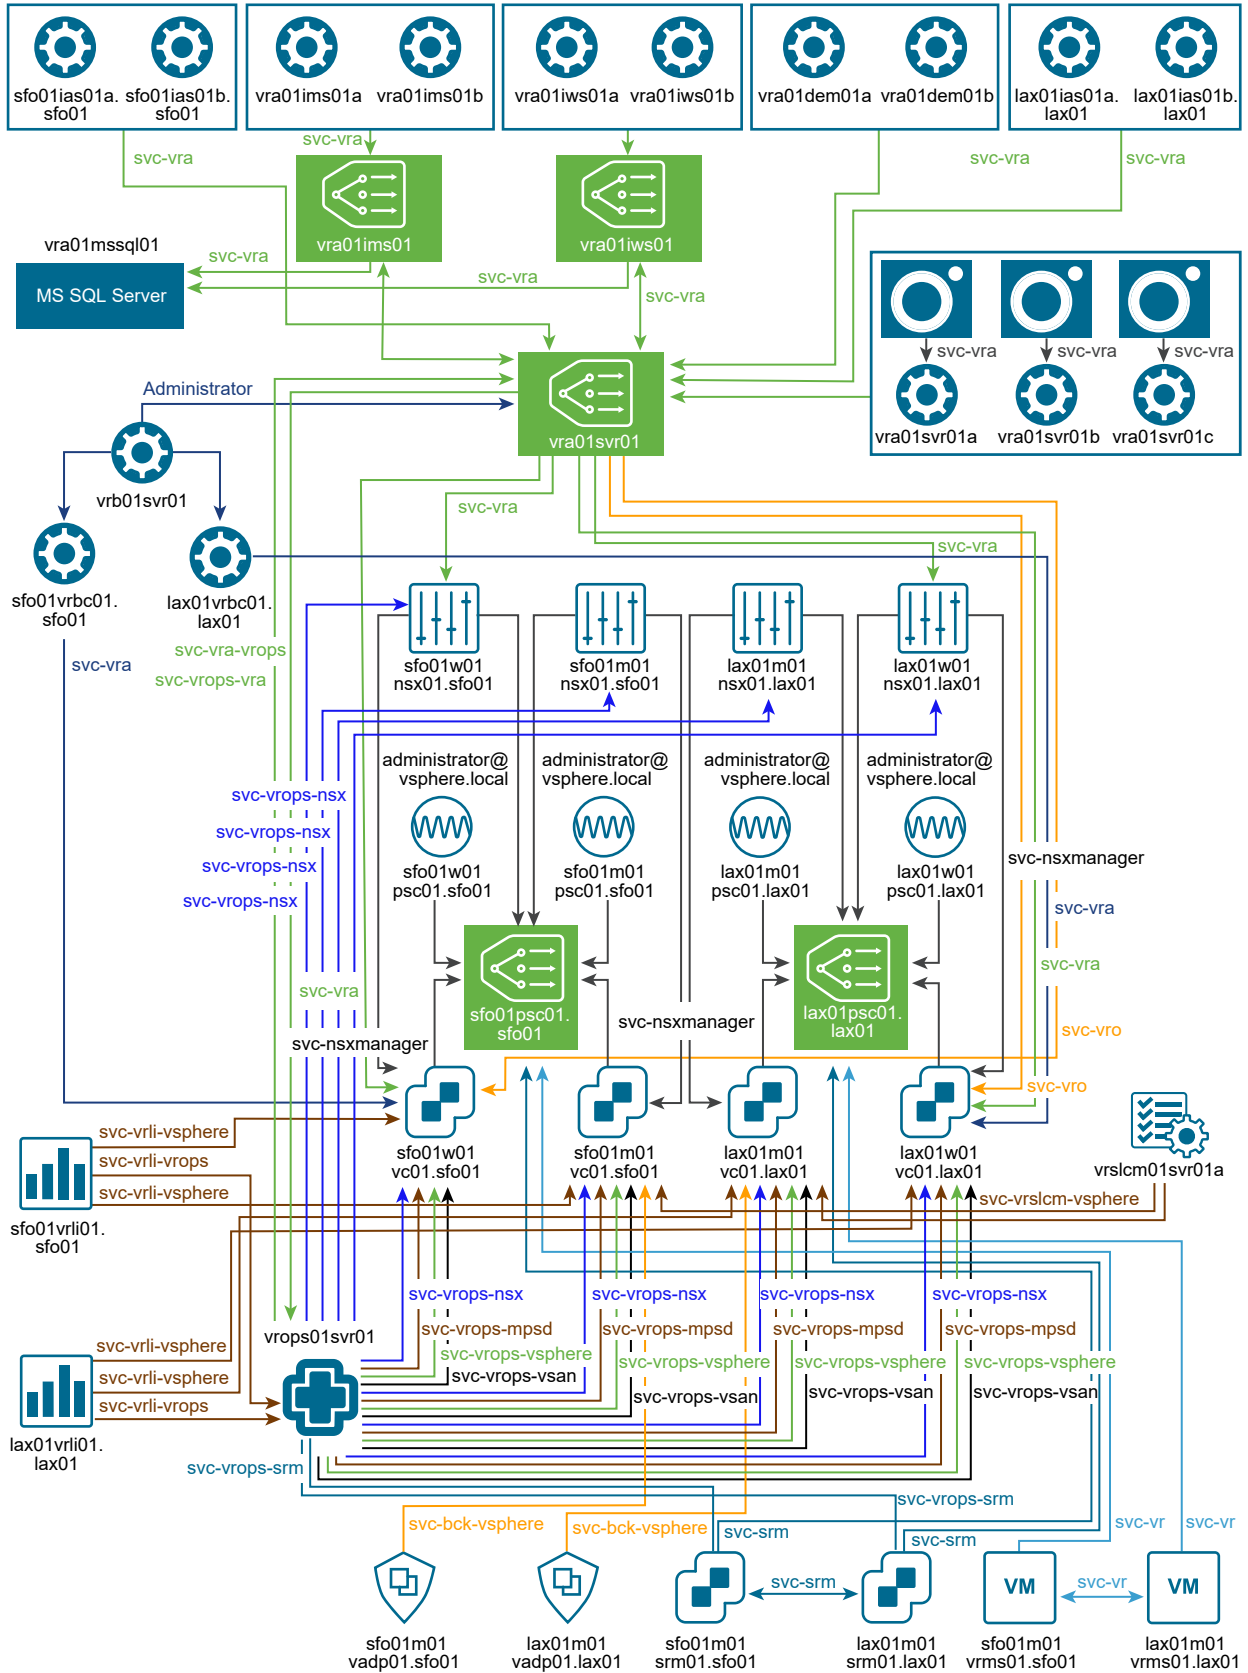 sfo01ias01a.
sfo01
sfo01ias01b.
sfo01
vra01ims01a
vra01ims01b
vra01iws01a
vra01iws01b
vra01dem01a
vra01dem01b
lax01ias01a.
lax01
lax01ias01b.
lax01
svc-vra
svc-vra
svc-vra
svc-vra
vra01ims01
vra01iws01
vra01mssql01
MS SQL Server
svc-vra
svc-vra
svc-vra
svc-vra
svc-vra
svc-vra
vra01svr01a
vra01svr01b
vra01svr01c
Administrator
vra01svr01
vrb01svr01
svc-vra
svc-vra
sfo01vrbc01.
sfo01
lax01vrbc01.
lax01
svc-vra-vrops
svc-vra
svc-vrops-vra
sfo01w01
nsx01.sfo01
sfo01m01
nsx01.sfo01
lax01m01
nsx01.lax01
lax01w01
nsx01.lax01
administrator@
vsphere.local
administrator@
vsphere.local
administrator@
vsphere.local
administrator@
vsphere.local
svc-vrops-nsx
svc-vrops-nsx
svc-vrops-nsx
svc-vrops-nsx
sfo01w01
psc01.sfo01
sfo01m01
psc01.sfo01
lax01m01
psc01.lax01
lax01w01
psc01.lax01
svc-nsxmanager
svc-vra
svc-vra
svc-vra
sfo01psc01.
sfo01
lax01psc01.
lax01
svc-nsxmanager
svc-nsxmanager
svc-vro
svc-vro
svc-vrli-vsphere
svc-vrli-vrops
svc-vrli-vsphere
sfo01w01
vc01.sfo01
sfo01m01
vc01.sfo01
lax01m01
vc01.lax01
lax01w01
vc01.lax01
vrslcm01svr01a
svc-vrslcm-vsphere
sfo01vrli01.
sfo01
svc-vrops-nsx
svc-vrops-nsx
svc-vrops-nsx
svc-vrops-nsx
vrops01svr01
svc-vrops-mpsd
svc-vrops-mpsd
svc-vrops-mpsd
svc-vrops-mpsd
svc-vrli-vsphere
svc-vrops-vsphere
svc-vrops-vsphere
svc-vrops-vsphere
svc-vrops-vsphere
svc-vrli-vsphere
svc-vrops-vsan
svc-vrops-vsan
svc-vrops-vsan
svc-vrops-vsan
svc-vrli-vrops
lax01vrli01.
lax01
svc-vrops-srm
svc-vrops-srm
svc-bck-vsphere
svc-bck-vsphere
svc-srm
svc-srm
svc-vr
svc-vr
svc-srm
VM
svc-vr
VM
sfo01m01
vadp01.sfo01
lax01m01
vadp01.lax01
sfo01m01
srm01.sfo01
lax01m01
srm01.lax01
sfo01m01
vrms01.sfo01
lax01m01
vrms01.lax01